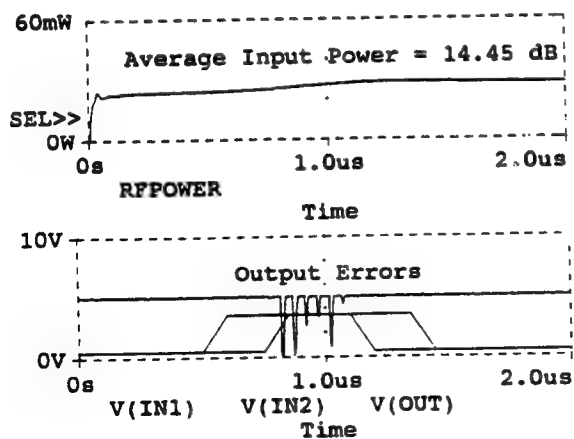 60mW
Average Input Power = 14.45 dB
SEL>>
0W
0s 1.0us 2.0us
RFPOWER
Time
10V
Output Errors
0V
0s 1.0us 2.0us
V(IN1) V(IN2) V(OUT)
Time